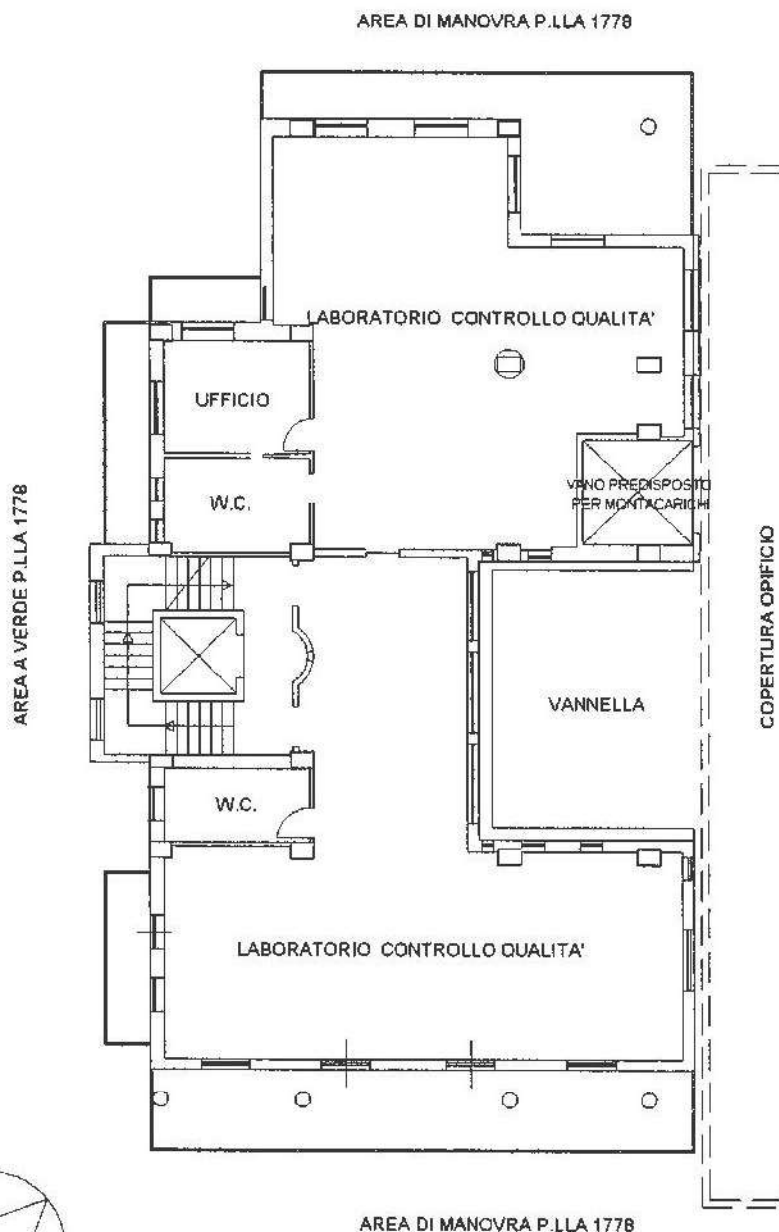 AREA DI MANOVRA P.LLA 1778
LABORATORIO CONTROLLO QUALITA'
UFFICIO
W.C.
VANO PREDISPOSTO
PER MONTACARICHI
AREA A VERDE P.LLA 1778
COPERTURA OPIFICIO
VANNELLA
W.C.
LABORATORIO CONTROLLO QUALITA'
AREA DI MANOVRA P.LLA 1778